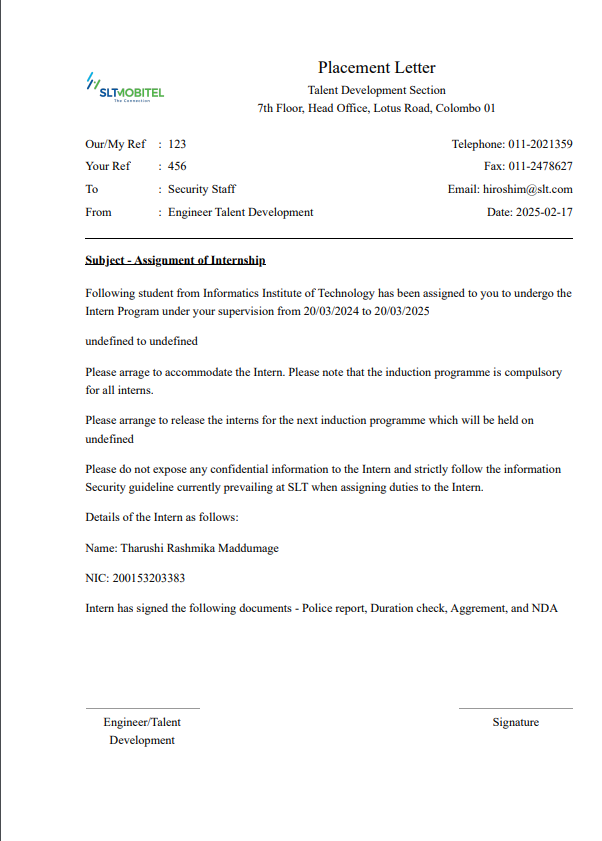 Placement Letter
SLTMOBITEL
The Connection
Talent Development Section
7th Floor, Head Office, Lotus Road, Colombo 01
Our/My Ref : 123 Telephone: 011-2021359
Your Ref : 456 Fax: 011-2478627
To : Security Staff Email: hiroshim@slt.com
From : Engineer Talent Development Date: 2025-02-17
Subject - Assignment of Internship
Following student from Informatics Institute of Technology has been assigned to you to undergo the
Intern Program under your supervision from 20/03/2024 to 20/03/2025
undefined to undefined
Please arrage to accommodate the Intern. Please note that the induction programme is compulsory
for all interns.
Please arrange to release the interns for the next induction programme which will be held on
undefined
Please do not expose any confidential information to the Intern and strictly follow the information
Security guideline currently prevailing at SLT when assigning duties to the Intern.
Details of the Intern as follows:
Name: Tharushi Rashmika Maddumage
NIC: 200153203383
Intern has signed the following documents - Police report, Duration check, Aggrement, and NDA
Engineer/Talent Signature
Development